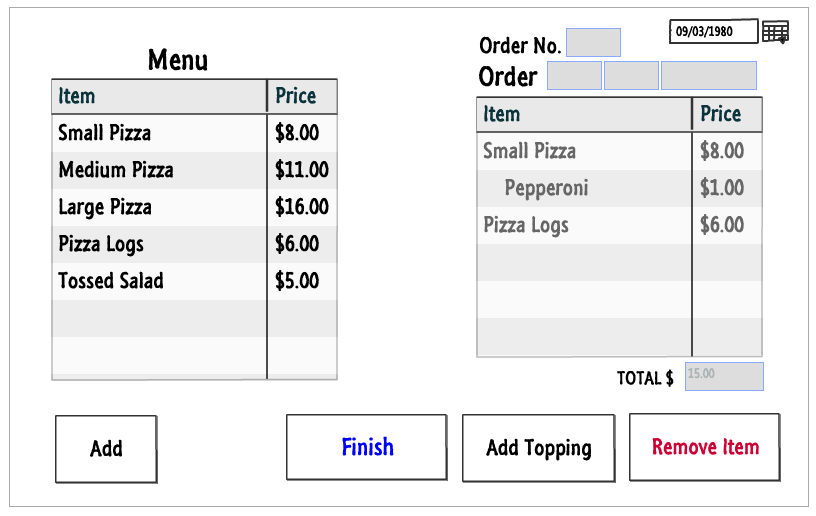 Menu
Item Price
Small Pizza $8.00
Medium Pizza $11.00
Large Pizza $16.00
Pizza Logs $6.00
Tossed Salad $5.00
09/03/1980
Order No.
Order
Item Price
Small Pizza $8.00
Pepperoni $1.00
Pizza Logs $6.00
TOTAL $ 15.00
Add Finish Add Topping Remove Item